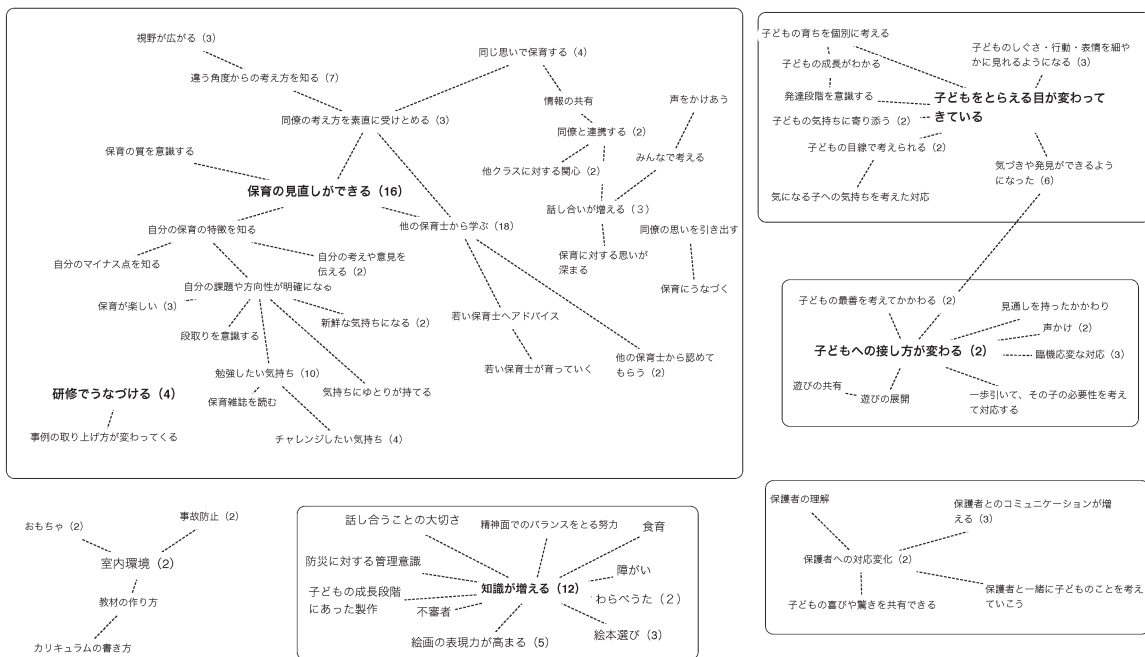 視野が広がる（3）
違う角度からの考え方を知る（7）
同じ思いで保育する（4）
情報の共有
声をかけあう
同僚の考え方を素直に受けとめる（3）
同僚と連携する（2）
保育の質を意識する
みんなで考える
他クラスに対する関心（2）
保育の見直しができる（16）
話し合いが増える（３）
他の保育士から学ぶ（18）
自分の保育の特徴を知る
同僚の思いを引き出す
自分のマイナス点を知る
自分の考えや意見を
伝える（2）
保育に対する思いが
深まる
自分の課題や方向性が明確になる
保育にうなづく
保育が楽しい（3）
新鮮な気持ちになる（2）
若い保育士へアドバイス
段取りを意識する
他の保育士から認めて
もらう（2）
若い保育士が育っていく
勉強したい気持ち（10）
研修でうなづける（4）
気持ちにゆとりが持てる
保育雑誌を読む
事例の取り上げ方が変わってくる
チャレンジしたい気持ち（4）
子どもの育ちを個別に考える
子どものしぐさ・行動・表情を細や
かに見れるようになる（3）
子どもの成長がわかる
発達段階を意識する
子どもをとらえる目が変わって
きている
子どもの気持ちに寄り添う（2）
子どもの目線で考えられる（2）
気づきや発見ができるよう
になった（6）
気になる子への気持ちを考えた対応
子どもの最善を考えてかかわる（2）
見通しを持ったかかわり
声かけ（2）
子どもへの接し方が変わる（2）
臨機応変な対応（3）
遊びの共有
遊びの展開
一歩引いて、その子の必要性を考え
て対応する
おもちゃ（2）
事故防止（2）
室内環境（2）
教材の作り方
カリキュラムの書き方
話し合うことの大切さ
精神面でのバランスをとる努力
食育
防災に対する管理意識
障がい
知識が増える（12）
子どもの成長段階
にあった製作
わらべうた（２）
不審者
絵画の表現力が高まる（5）
絵本選び（3）
保護者の理解
保護者とのコミュニケーションが増
える（3）
保護者への対応変化（2）
保護者と一緒に子どものことを考え
ていこう
子どもの喜びや驚きを共有できる